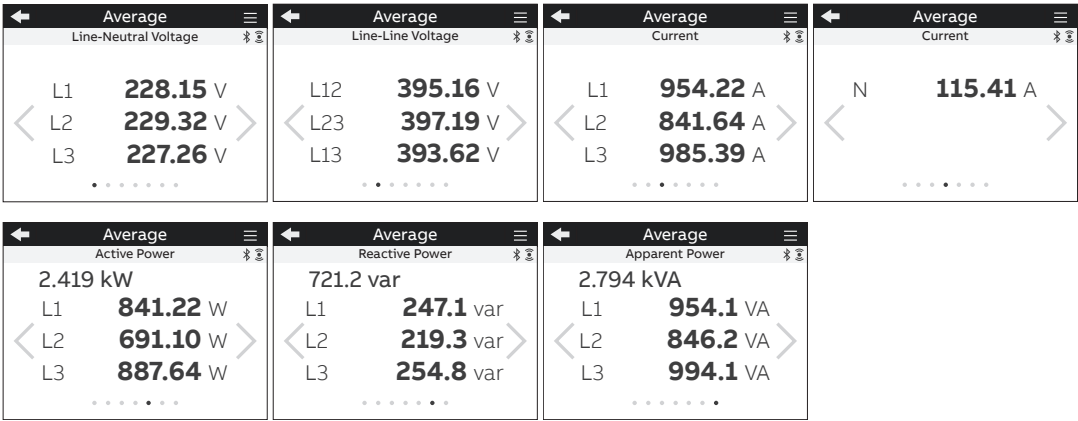 Average
Line-Neutral Voltage
L1 228.15 V
L2 229.32 V
L3 227.26 V
Average
Line-Line Voltage
L12 395.16 V
L23 397.19 V
L13 393.62 V
Average
Current
L1 954.22 A
L2 841.64 A
L3 985.39 A
Average
Current
N 115.41 A
Average
Active Power
2.419 kW
L1 841.22 W
L2 691.10 W
L3 887.64 W
Average
Reactive Power
721.2 var
L1 247.1 var
L2 219.3 var
L3 254.8 var
Average
Apparent Power
2.794 kVA
L1 954.1 VA
L2 846.2 VA
L3 994.1 VA